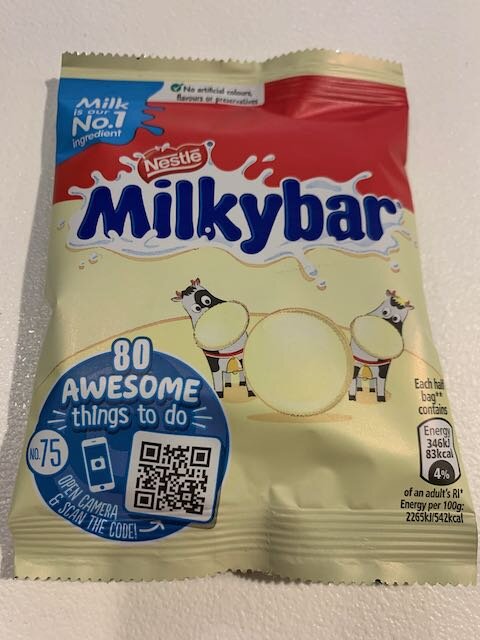 No artificial colours,
flavours or preservatives
Milk
is our
No.1
ingredient
Nestlé
Milkybar
80
AWESOME
things to do
NO. 75
OPEN CAMERA
& SCAN THE CODE!
Each half
bag**
contains
Energy
346kJ
83kcal
4%
of an adult's RI*
Energy per 100g:
2265kJ/542kcal